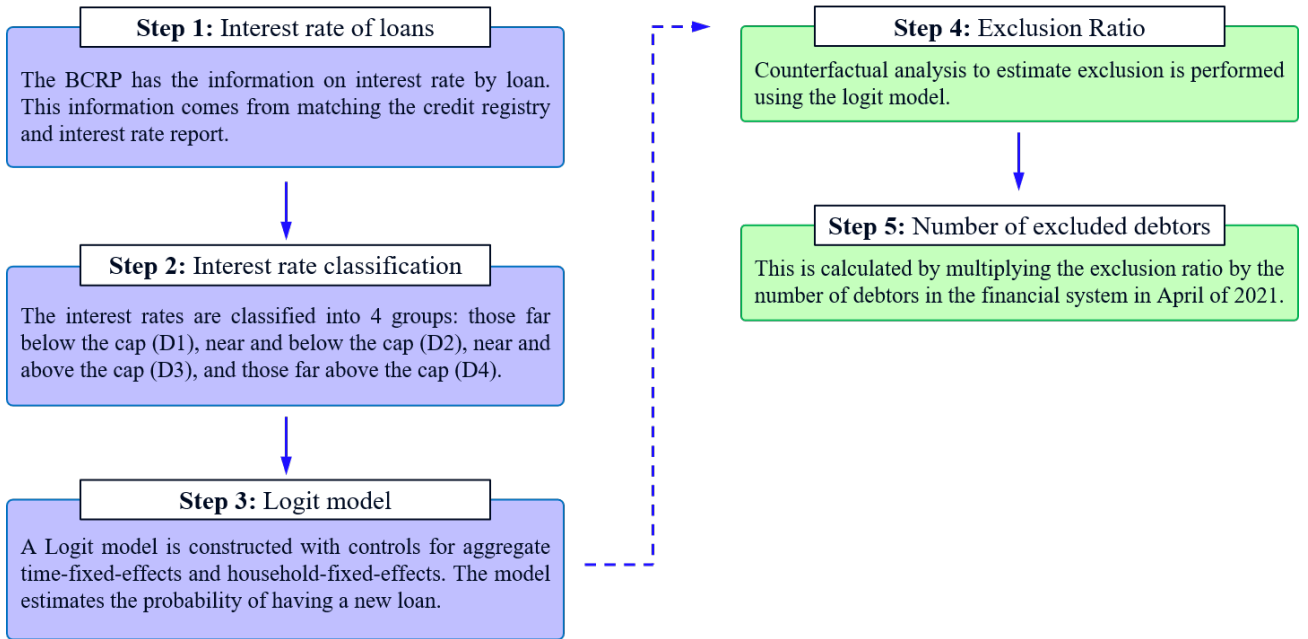 Step 1: Interest rate of loans
The BCRP has the information on interest rate by loan.
This information comes from matching the credit registry
and interest rate report.
Step 2: Interest rate classification
The interest rates are classified into 4 groups: those far
below the cap (D1), near and below the cap (D2), near and
above the cap (D3), and those far above the cap (D4).
Step 3: Logit model
A Logit model is constructed with controls for aggregate
time-fixed-effects and household-fixed-effects. The model
estimates the probability of having a new loan.
Step 4: Exclusion Ratio
Counterfactual analysis to estimate exclusion is performed
using the logit model.
Step 5: Number of excluded debtors
This is calculated by multiplying the exclusion ratio by the
number of debtors in the financial system in April of 2021.